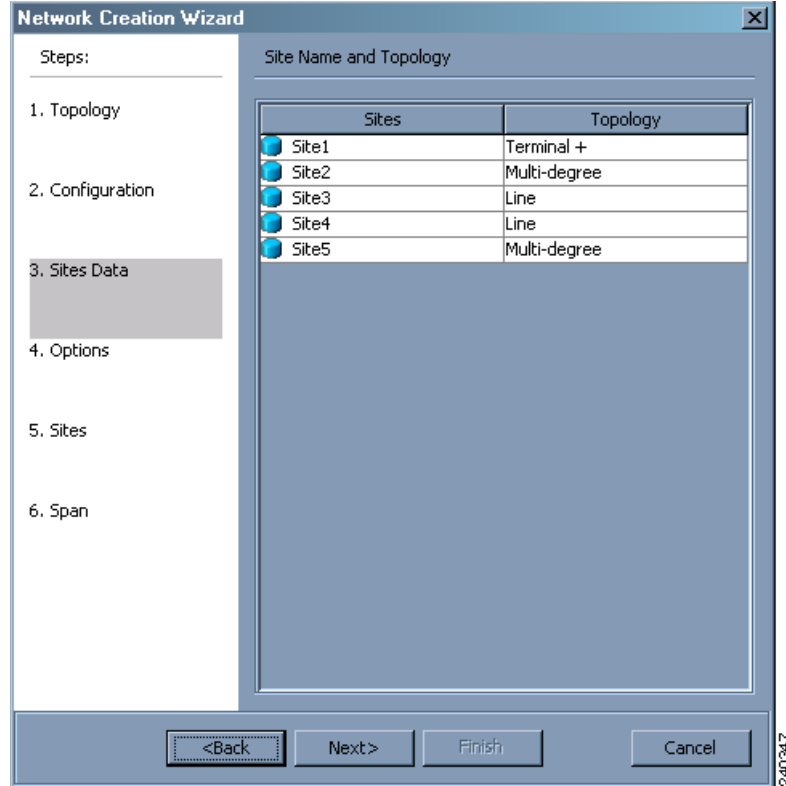 Network Creation Wizard
Steps:
Site Name and Topology
1. Topology
2. Configuration
3. Sites Data
4. Options
5. Sites
6. Span
Sites Topology
Site1 Terminal +
Site2 Multi-degree
Site3 Line
Site4 Line
Site5 Multi-degree
<Back Next> Finish Cancel
240347